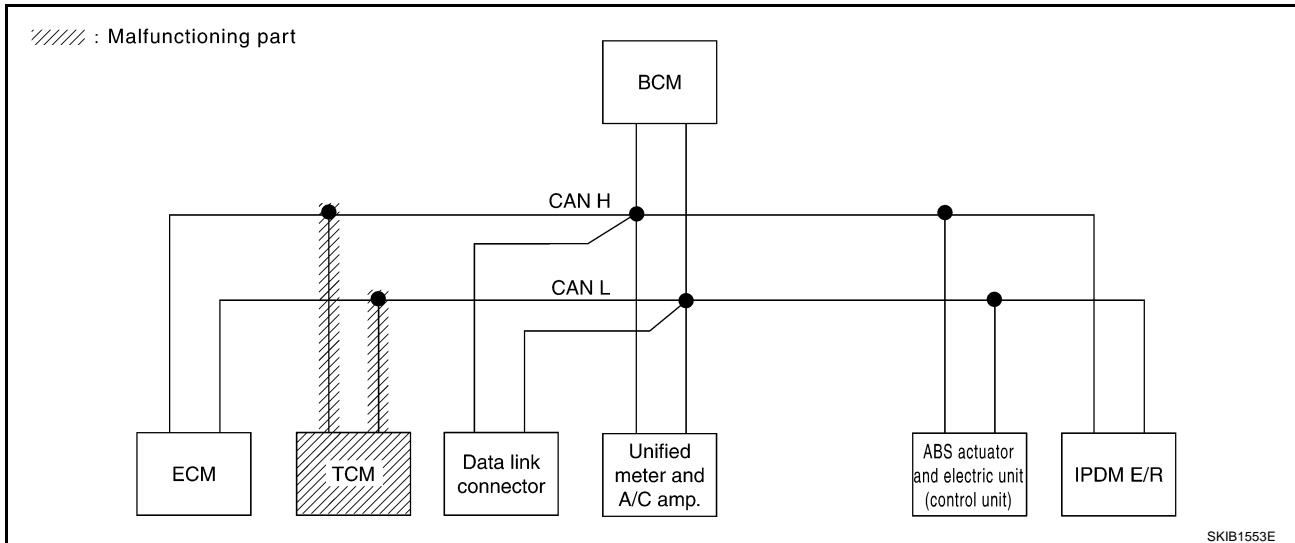 : Malfunctioning part
BCM
CAN H
CAN L
ECM
TCM
Data link
connector
Unified
meter and
A/C amp.
ABS actuator
and electric unit
(control unit)
IPDM E/R
SKIB1553E